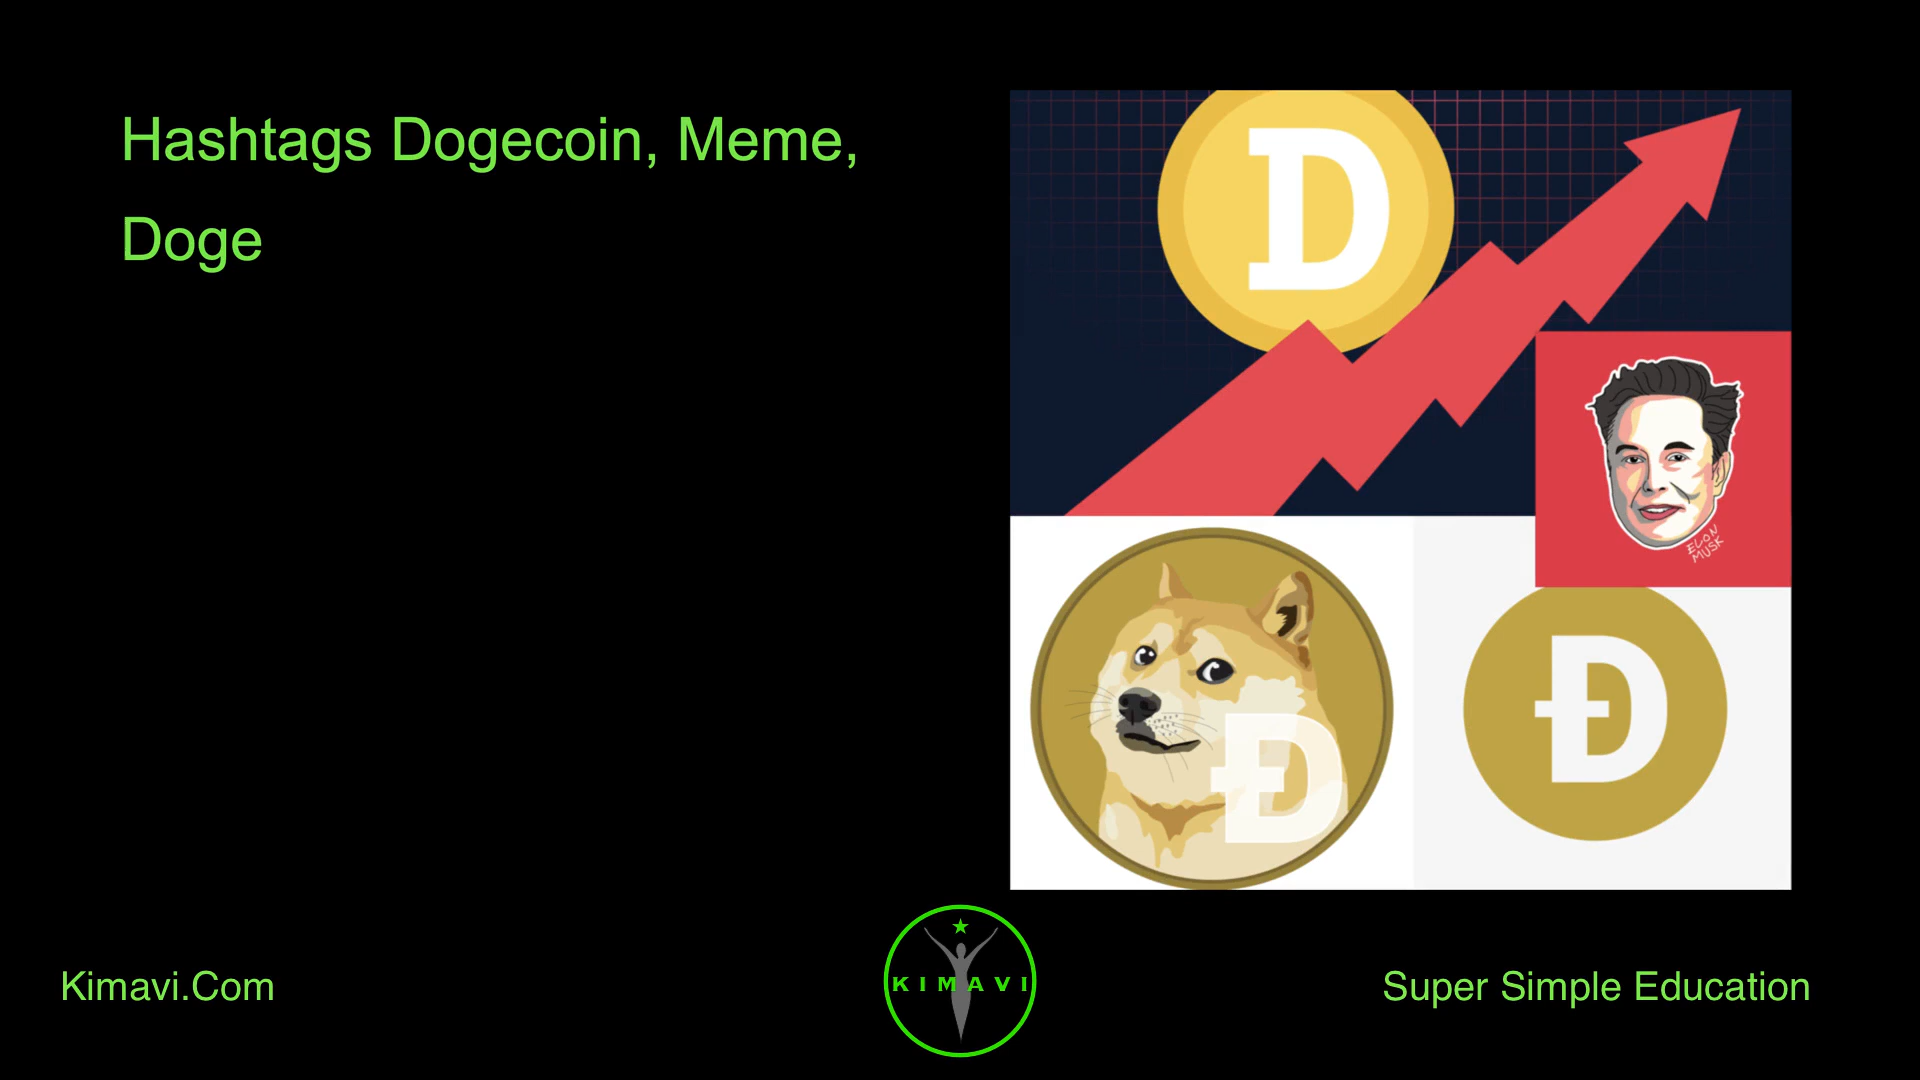 Hashtags Dogecoin, Meme,
Doge
D
ELON
MUSK
Ð
Ð
KIMAVI
Kimavi.Com
Super Simple Education